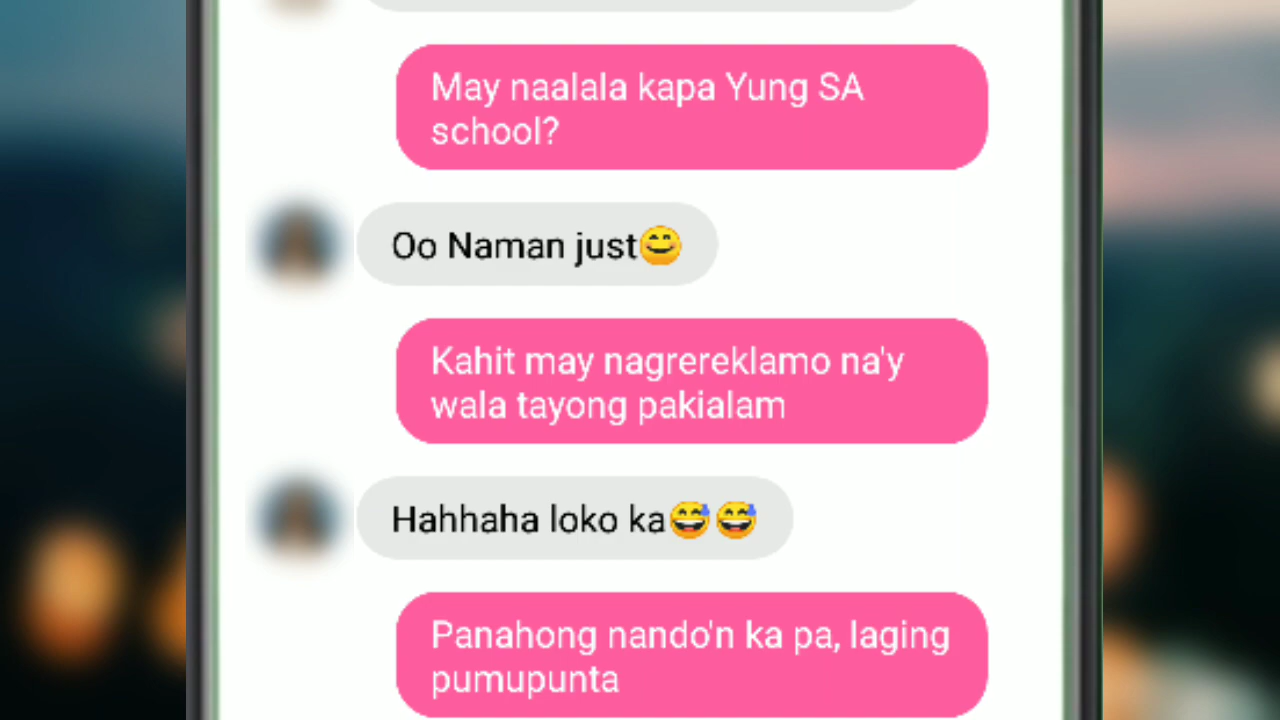 May naalala kapa Yung SA
school?
Oo Naman just😄
Kahit may nagrereklamo na'y
wala tayong pakialam
Hahhaha loko ka😅😅
Panahong nando'n ka pa, laging
pumupunta